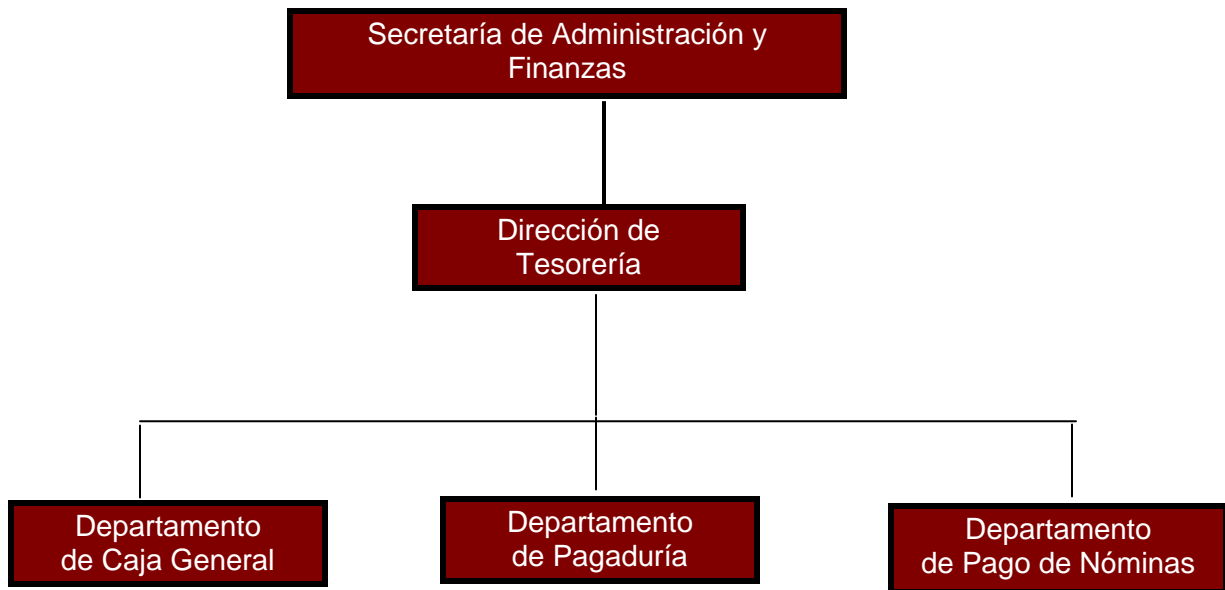 Secretaría de Administración y
Finanzas
Dirección de
Tesorería
Departamento
de Caja General
Departamento
de Pagaduría
Departamento
de Pago de Nóminas